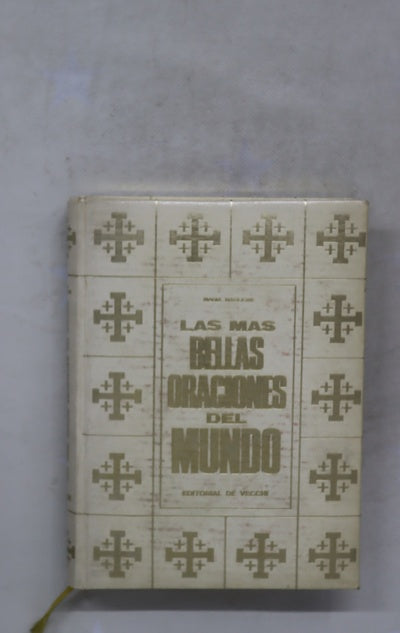 LAS MAS
BELLAS
ORACIONES
DEL
MUNDO
EDITORIAL DE VECCHI